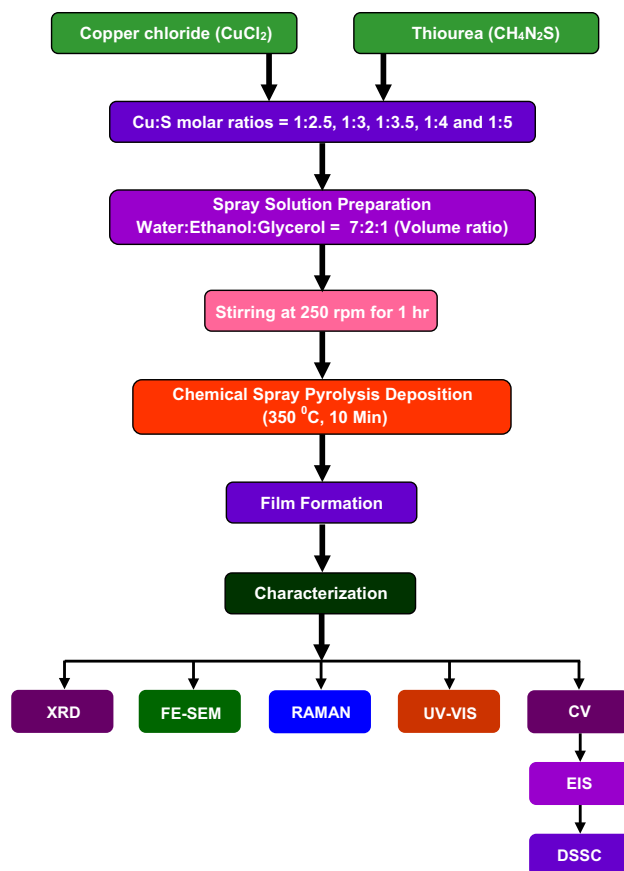 Copper chloride (CuCl₂)
Thiourea (CH₄N₂S)
Cu:S molar ratios = 1:2.5, 1:3, 1:3.5, 1:4 and 1:5
Spray Solution Preparation
Water:Ethanol:Glycerol = 7:2:1 (Volume ratio)
Stirring at 250 rpm for 1 hr
Chemical Spray Pyrolysis Deposition
(350 ⁰C, 10 Min)
Film Formation
Characterization
XRD
FE-SEM
RAMAN
UV-VIS
CV
EIS
DSSC